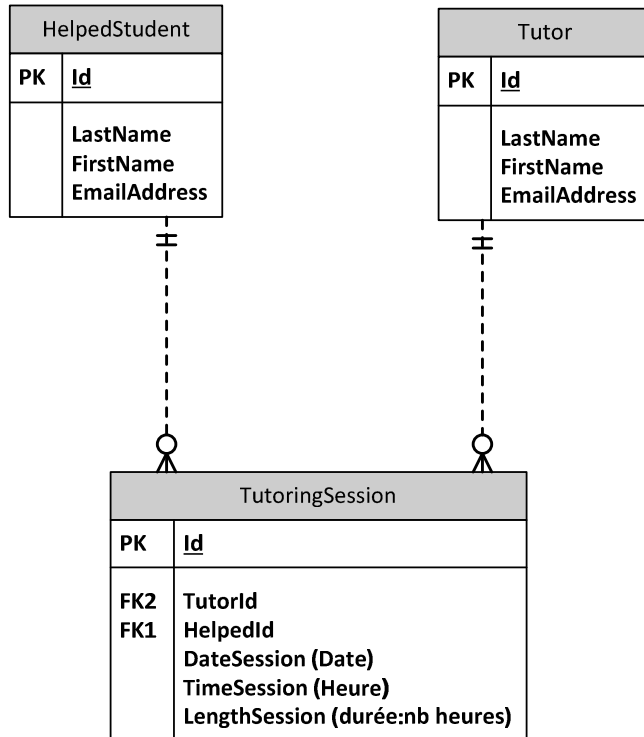 HelpedStudent
PK Id
LastName
FirstName
EmailAddress
Tutor
PK Id
LastName
FirstName
EmailAddress
TutoringSession
PK Id
FK2 TutorId
FK1 HelpedId
DateSession (Date)
TimeSession (Heure)
LengthSession (durée:nb heures)